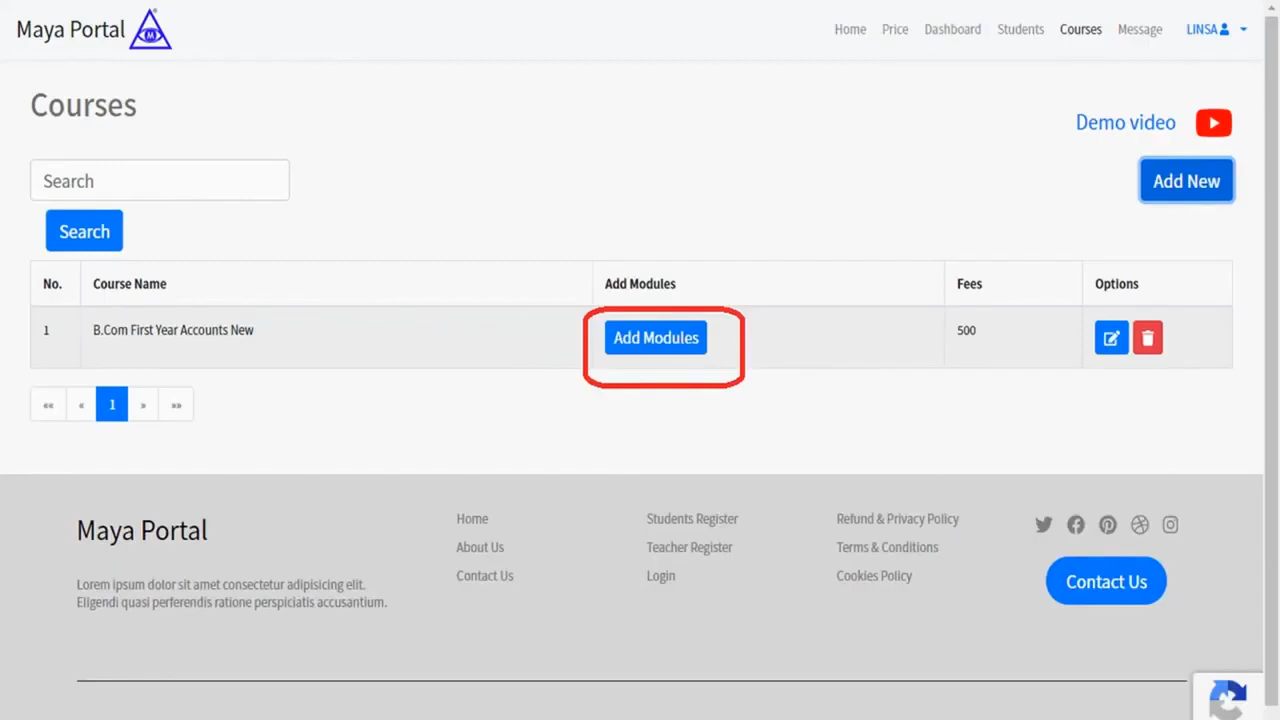 Maya Portal
Home Price Dashboard Students Courses Message LINSA
Courses
Demo video
Search
Add New
Search
No. Course Name Add Modules Fees Options
1 B.Com First Year Accounts New Add Modules 500
«« « 1 » »»
Maya Portal
Lorem ipsum dolor sit amet consectetur adipisicing elit.
Eligendi quasi perferendis ratione perspiciatis accusantium.
Home
About Us
Contact Us
Students Register
Teacher Register
Login
Refund & Privacy Policy
Terms & Conditions
Cookies Policy
Contact Us